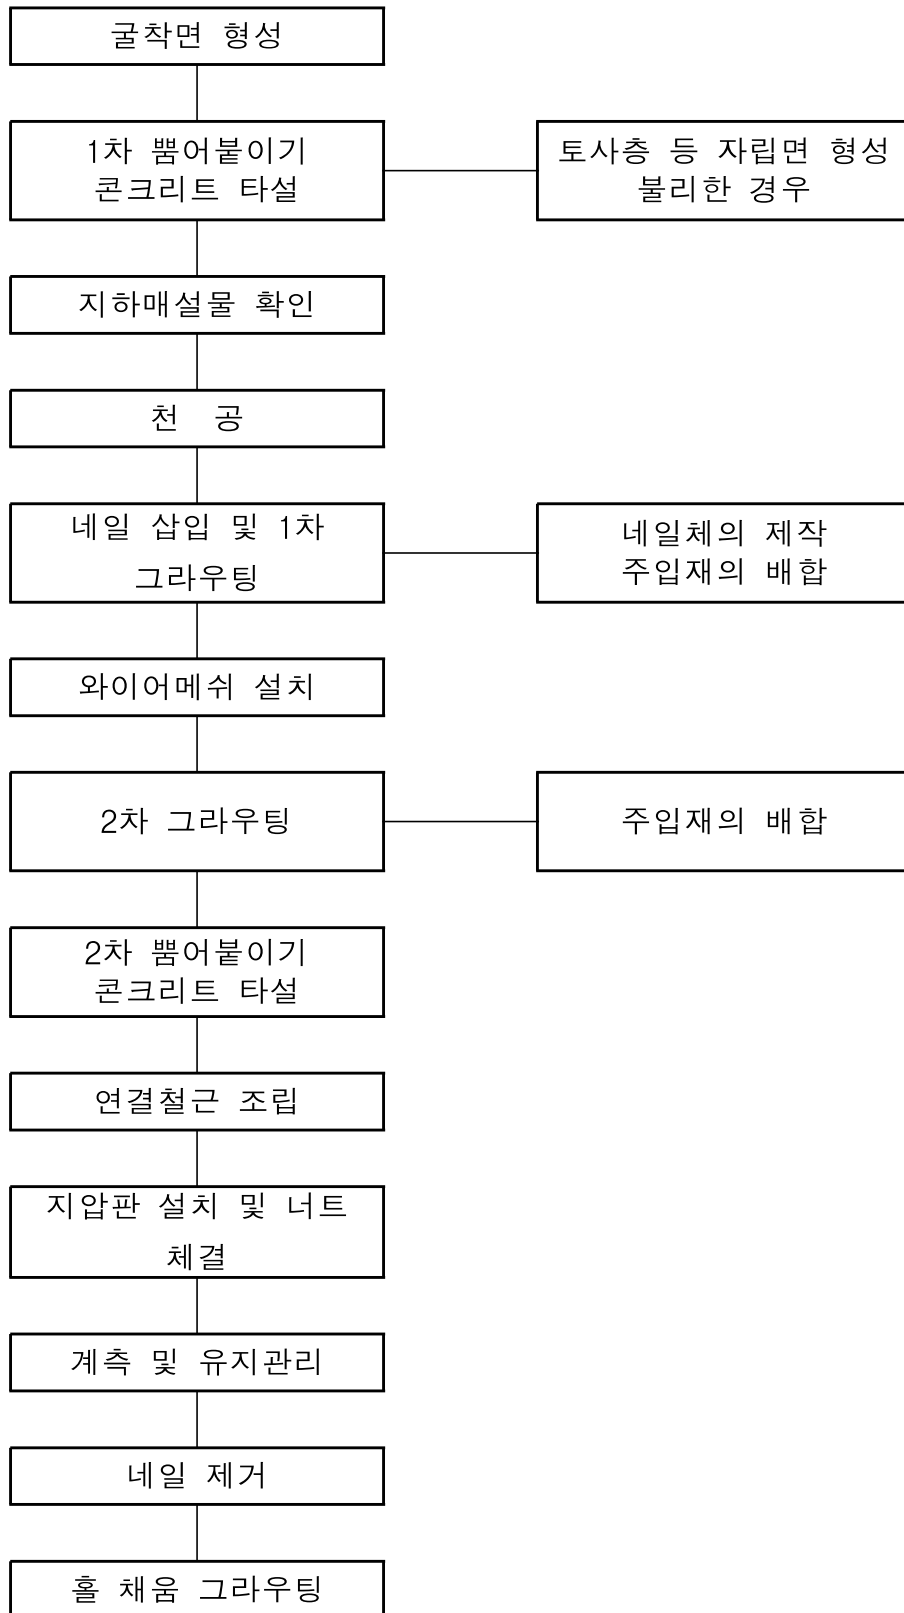 굴착면 형성
1차 뿜어붙이기
콘크리트 타설
토사층 등 자립면 형성
불리한 경우
지하매설물 확인
천 공
네일 삽입 및 1차
그라우팅
네일체의 제작
주입재의 배합
와이어메쉬 설치
2차 그라우팅
주입재의 배합
2차 뿜어붙이기
콘크리트 타설
연결철근 조립
지압판 설치 및 너트
체결
계측 및 유지관리
네일 제거
홀 채움 그라우팅